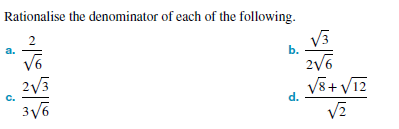 Rationalise the denominator of each of the following.
a. 2/√6
b. √3/2√6
c. 2√3/3√6
d. √8+√12/√2